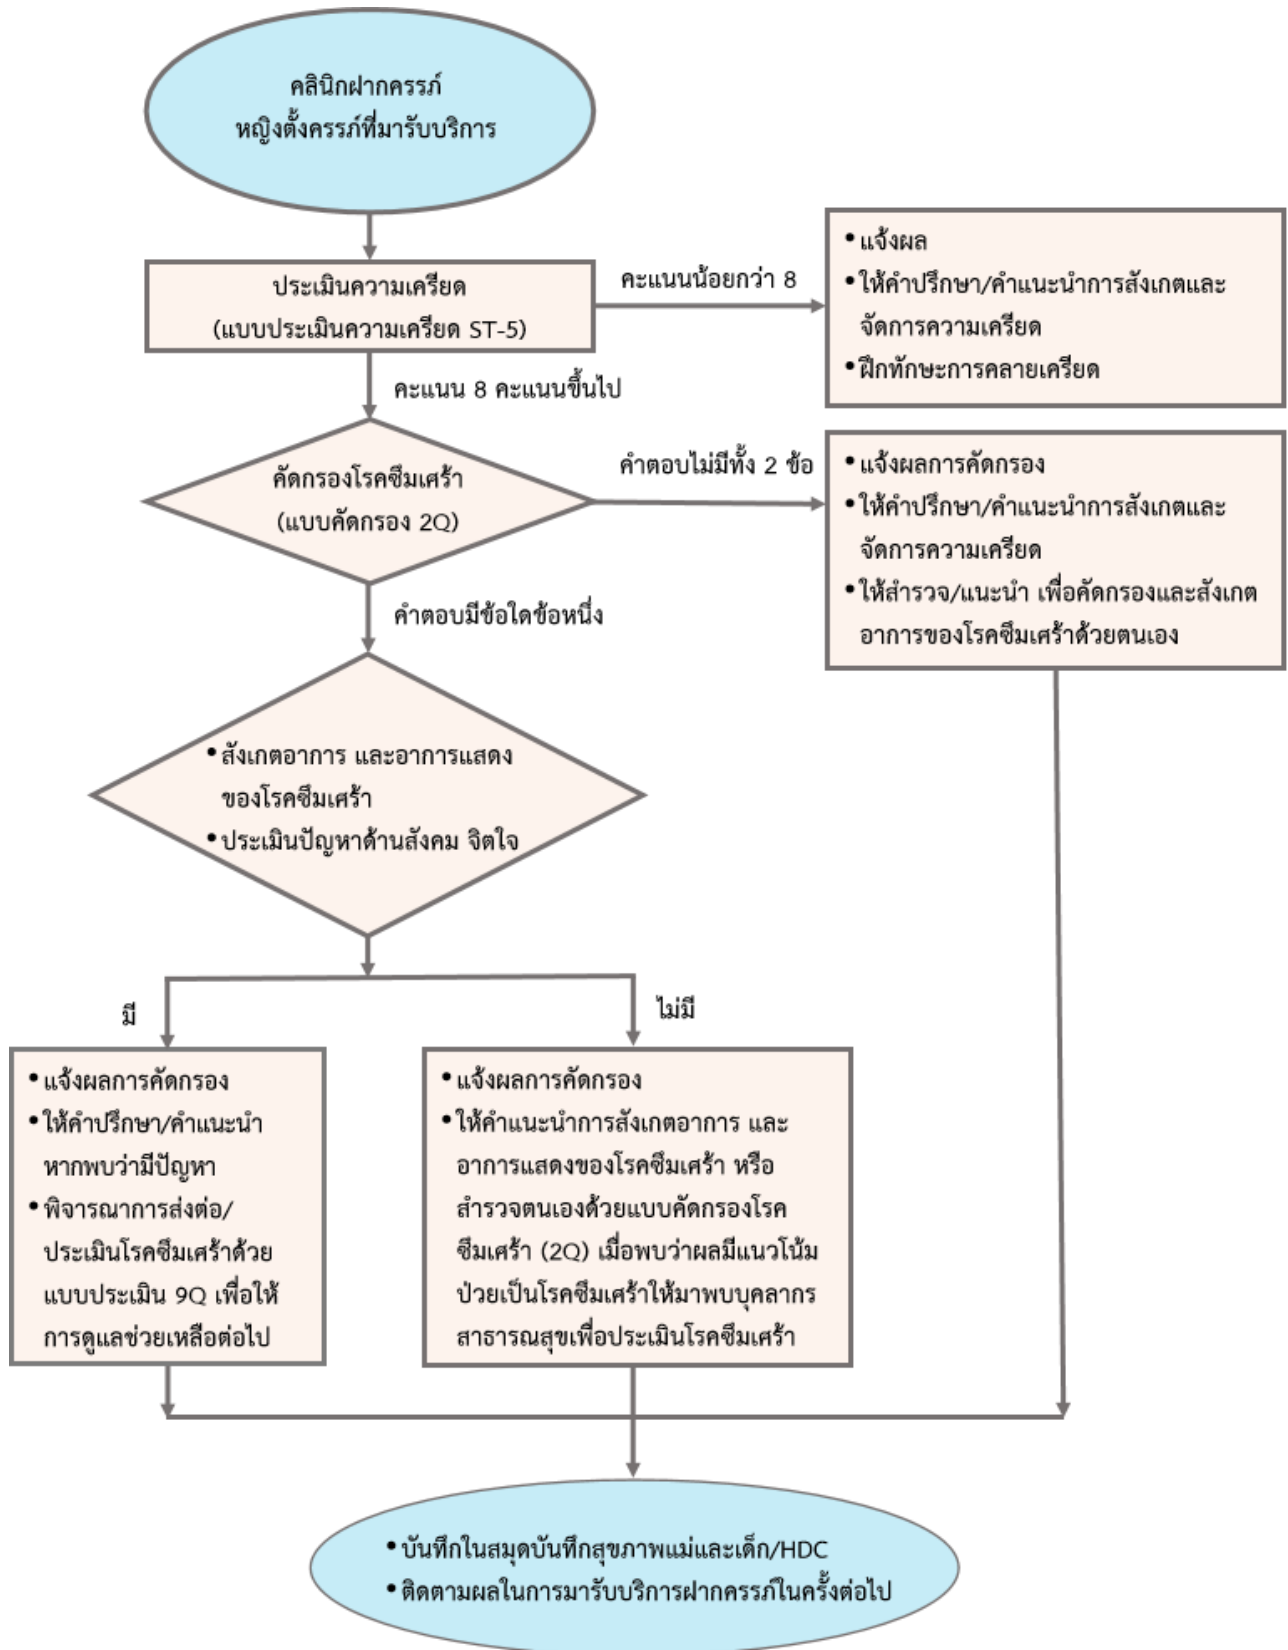 คลินิกฝากครรภ์
หญิงตั้งครรภ์ที่มารับบริการ
ประเมินความเครียด
(แบบประเมินความเครียด ST-5)
คะแนนน้อยกว่า 8
• แจ้งผล
• ให้คำปรึกษา/คำแนะนำการสังเกตและ
จัดการความเครียด
• ฝึกทักษะการคลายเครียด
คะแนน 8 คะแนนขึ้นไป
คัดกรองโรคซึมเศร้า
(แบบคัดกรอง 2Q)
คำตอบไม่มีทั้ง 2 ข้อ
• แจ้งผลการคัดกรอง
• ให้คำปรึกษา/คำแนะนำการสังเกตและ
จัดการความเครียด
• ให้สำรวจ/แนะนำ เพื่อคัดกรองและสังเกต
อาการของโรคซึมเศร้าด้วยตนเอง
คำตอบมีข้อใดข้อหนึ่ง
• สังเกตอาการ และอาการแสดง
ของโรคซึมเศร้า
• ประเมินปัญหาด้านสังคม จิตใจ
มี
ไม่มี
• แจ้งผลการคัดกรอง
• ให้คำปรึกษา/คำแนะนำ
หากพบว่ามีปัญหา
• พิจารณาการส่งต่อ/
ประเมินโรคซึมเศร้าด้วย
แบบประเมิน 9Q เพื่อให้
การดูแลช่วยเหลือต่อไป
• แจ้งผลการคัดกรอง
• ให้คำแนะนำการสังเกตอาการ และ
อาการแสดงของโรคซึมเศร้า หรือ
สำรวจตนเองด้วยแบบคัดกรองโรค
ซึมเศร้า (2Q) เมื่อพบว่าผลมีแนวโน้ม
ป่วยเป็นโรคซึมเศร้าให้มาพบบุคลากร
สาธารณสุขเพื่อประเมินโรคซึมเศร้า
• บันทึกในสมุดบันทึกสุขภาพแม่และเด็ก/HDC
• ติดตามผลในการมารับบริการฝากครรภ์ในครั้งต่อไป